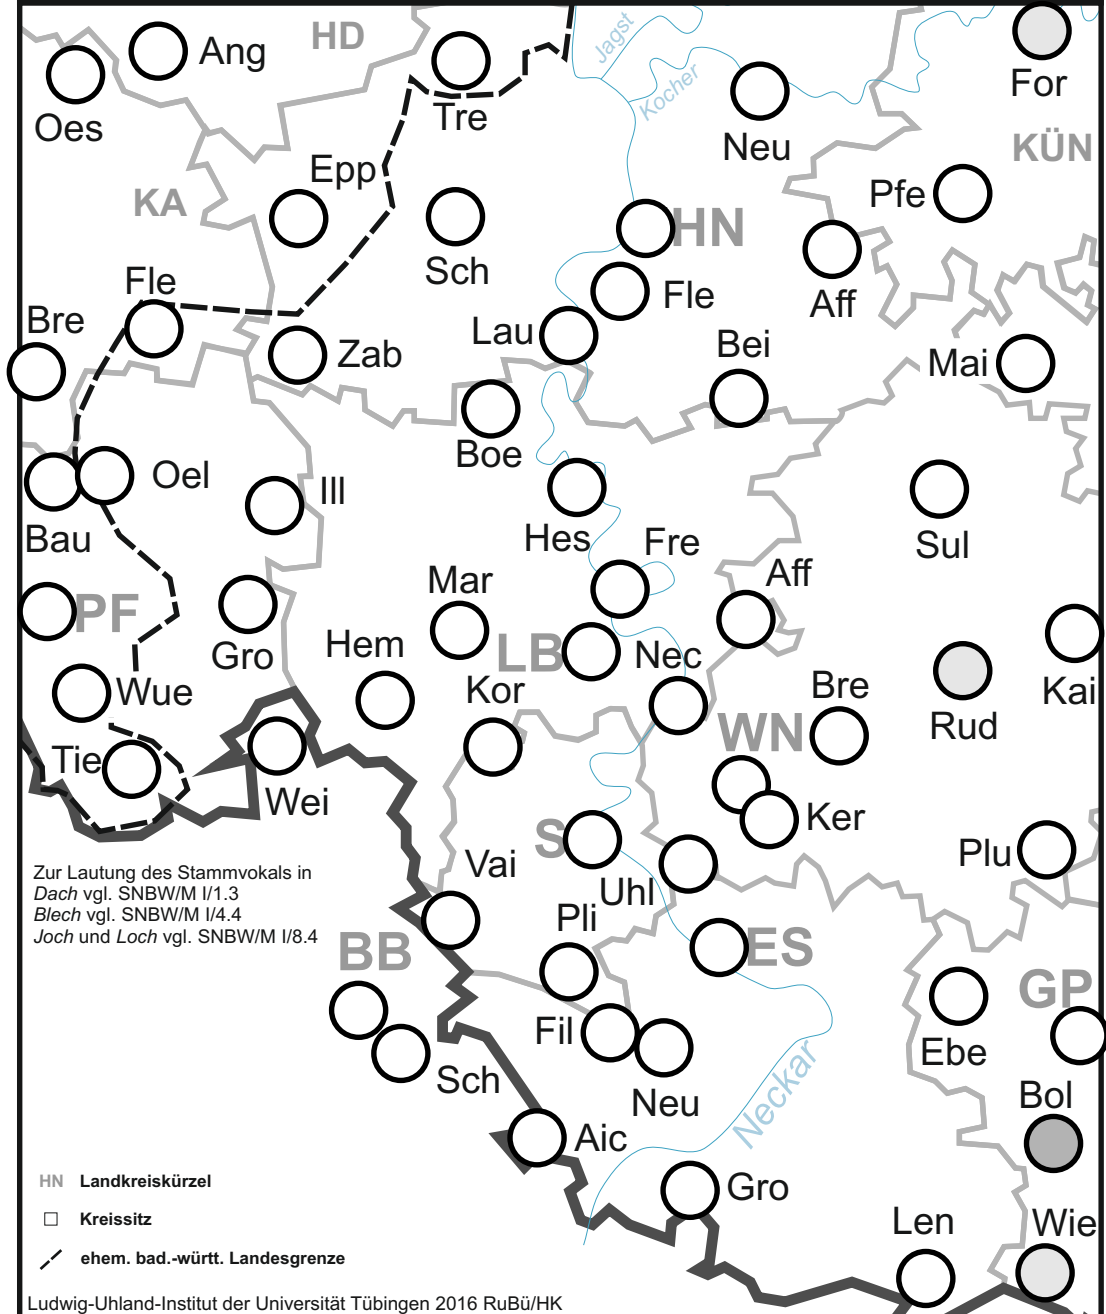 HD
Jagst
Ang
For
Oes
Tre
Kocher
Neu
KÜN
Epp
KA
Pfe
HN
Sch
Fle
Fle
Aff
Bre
Lau
Zab
Bei
Mai
Boe
Oel
Ill
Bau
Hes
Sul
Fre
Aff
Mar
PF
Hem
LB
Nec
Gro
Kor
Bre
Kai
Wue
WN
Rud
Tie
Wei
Ker
S
Plu
Vai
Uhl
Zur Lautung des Stammvokals in
Dach vgl. SNBW/M I/1.3
Blech vgl. SNBW/M I/4.4
Joch und Loch vgl. SNBW/M I/8.4
Pli
BB
ES
GP
Fil
Ebe
Sch
Neu
Neckar
Bol
Aic
HN Landkreiskürzel
Gro
Kreissitz
Len
Wie
ehem. bad.-württ. Landesgrenze
Ludwig-Uhland-Institut der Universität Tübingen 2016 RuBü/HK